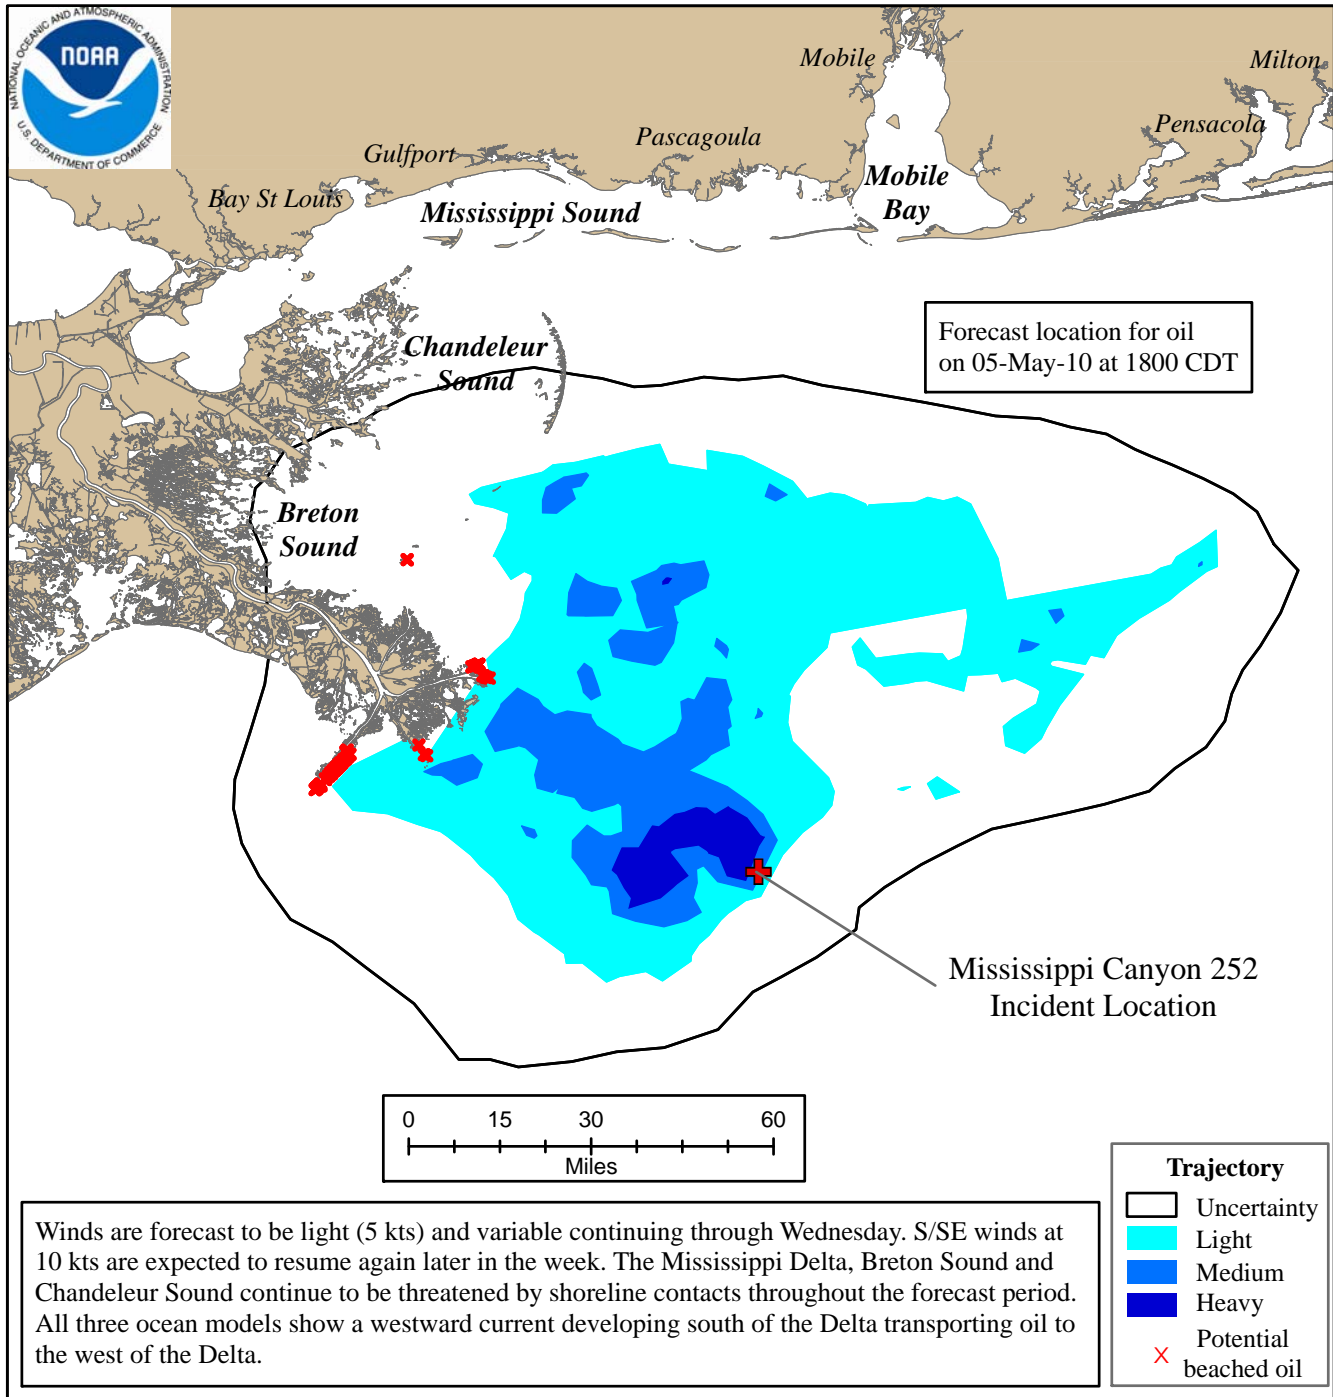 NATIONAL OCEANIC AND ATMOSPHERIC ADMINISTRATION
NOAA
U.S. DEPARTMENT OF COMMERCE
Mobile
Milton
Pensacola
Pascagoula
Gulfport
Mobile
Bay
Bay St Louis
Mississippi Sound
Forecast location for oil
on 05-May-10 at 1800 CDT
Chandeleur
Sound
Breton
Sound
Mississippi Canyon 252
Incident Location
0 15 30 60
Miles
Trajectory
Uncertainty
Light
Medium
Heavy
Potential
beached oil
Winds are forecast to be light (5 kts) and variable continuing through Wednesday. S/SE winds at
10 kts are expected to resume again later in the week. The Mississippi Delta, Breton Sound and
Chandeleur Sound continue to be threatened by shoreline contacts throughout the forecast period.
All three ocean models show a westward current developing south of the Delta transporting oil to
the west of the Delta.